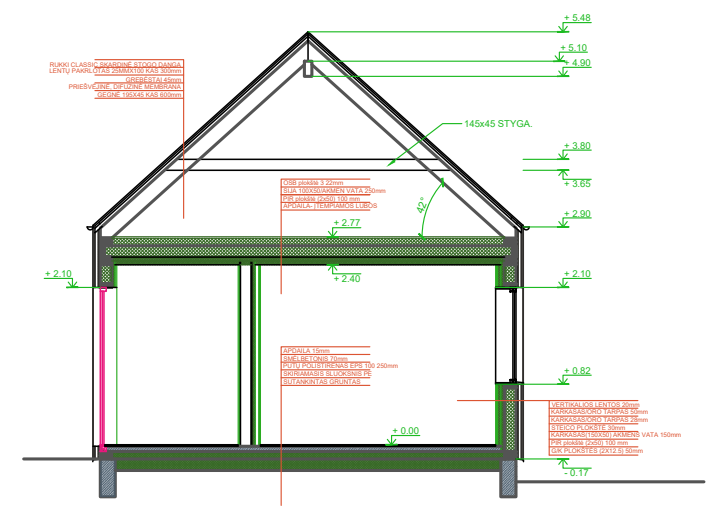 + 5.48
+ 5.10
+ 4.90
RUKKI CLASSIC SKARDINĖ STOGO DANGA
LENTŲ PAKRLOTAS 25MMX100 KAS 300mm
GREBĖSTAI 45mm
PRIEŠVĖJINĖ, DIFUZINĖ MEMBRANA
GEGNĖ 195X45 KAS 600mm
145x45 STYGA.
+ 3.80
+ 3.65
OSB plokštė 3 22mm
SIJA 100X50/AKMEN VATA 250mm
PIR plokštė (2x50) 100 mm
APDAILA- ĮTEMPIAMOS LUBOS
42°
+ 2.90
+ 2.77
+ 2.10
+ 2.40
+ 2.10
APDAILA 15mm
SMĖLBETONIS 70mm
PUTŲ POLISTIRENAS EPS 100 250mm
SKIRIAMASIS SLUOKSNIS PE
SUTANKINTAS GRUNTAS
+ 0.82
VERTIKALIOS LENTOS 20mm
KARKASAS/ORO TARPAS 50mm
KARKASAS/ORO TARPAS 28mm
STEICO PLOKŠTĖ 30mm
KARKASAS(150X50) AKMENS VATA 150mm
PIR plokštė (2x50) 100 mm
G/K PLOKŠTĖS (2X12.5) 50mm
+ 0.00
- 0.17